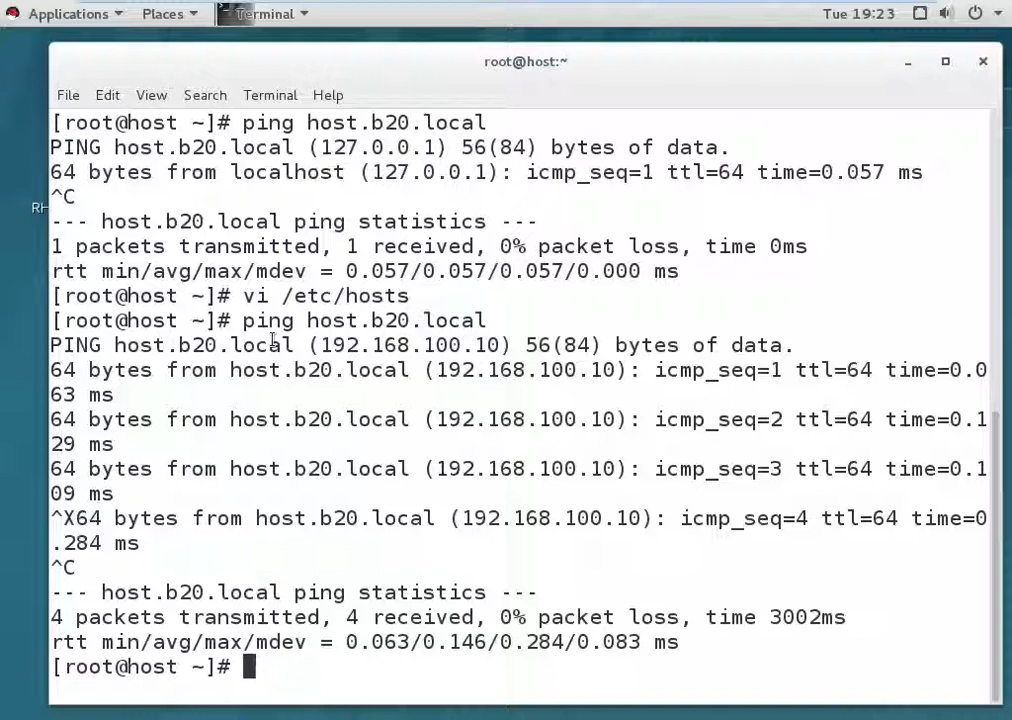 Applications Places Terminal Tue 19:23
root@host:~
File Edit View Search Terminal Help
[root@host ~]# ping host.b20.local
PING host.b20.local (127.0.0.1) 56(84) bytes of data.
64 bytes from localhost (127.0.0.1): icmp_seq=1 ttl=64 time=0.057 ms
^C
--- host.b20.local ping statistics ---
1 packets transmitted, 1 received, 0% packet loss, time 0ms
rtt min/avg/max/mdev = 0.057/0.057/0.057/0.000 ms
[root@host ~]# vi /etc/hosts
[root@host ~]# ping host.b20.local
PING host.b20.local (192.168.100.10) 56(84) bytes of data.
64 bytes from host.b20.local (192.168.100.10): icmp_seq=1 ttl=64 time=0.0
63 ms
64 bytes from host.b20.local (192.168.100.10): icmp_seq=2 ttl=64 time=0.1
29 ms
64 bytes from host.b20.local (192.168.100.10): icmp_seq=3 ttl=64 time=0.1
09 ms
^X64 bytes from host.b20.local (192.168.100.10): icmp_seq=4 ttl=64 time=0
.284 ms
^C
--- host.b20.local ping statistics ---
4 packets transmitted, 4 received, 0% packet loss, time 3002ms
rtt min/avg/max/mdev = 0.063/0.146/0.284/0.083 ms
[root@host ~]#
RH